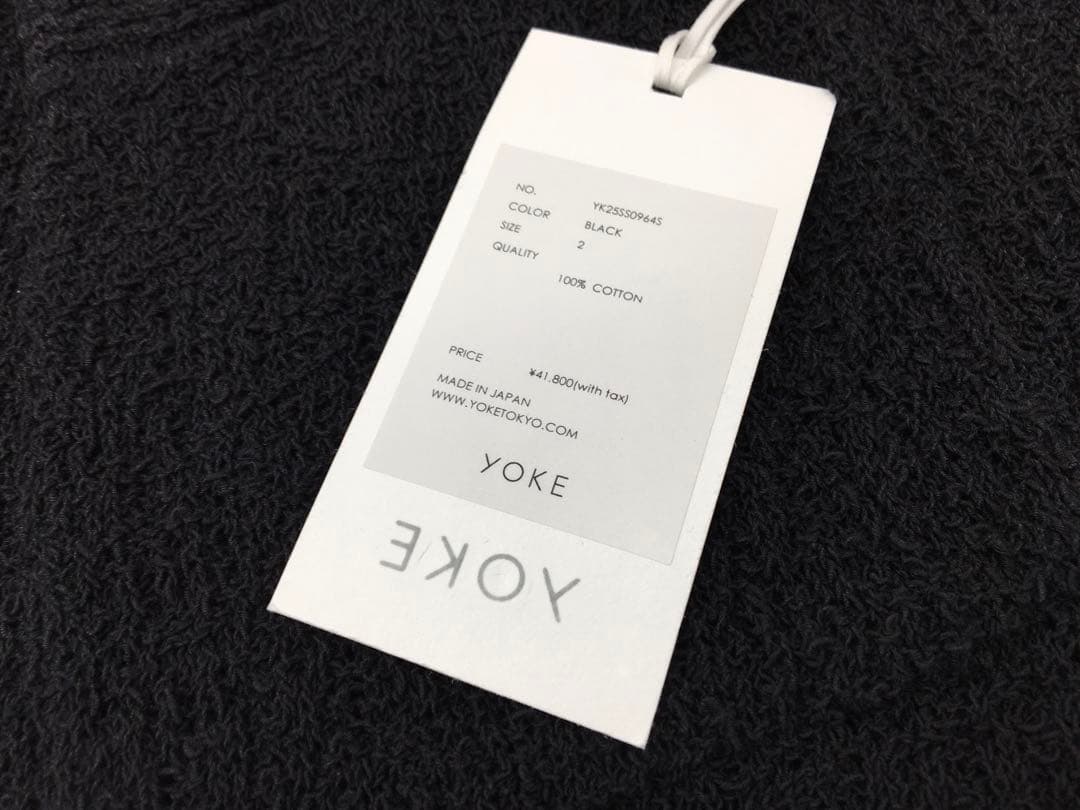 NO. YK25SS0964S
COLOR BLACK
SIZE 2
QUALITY
100% COTTON
PRICE ¥41,800(with tax)
MADE IN JAPAN
WWW.YOKETOKYO.COM
YOKE
YOKE